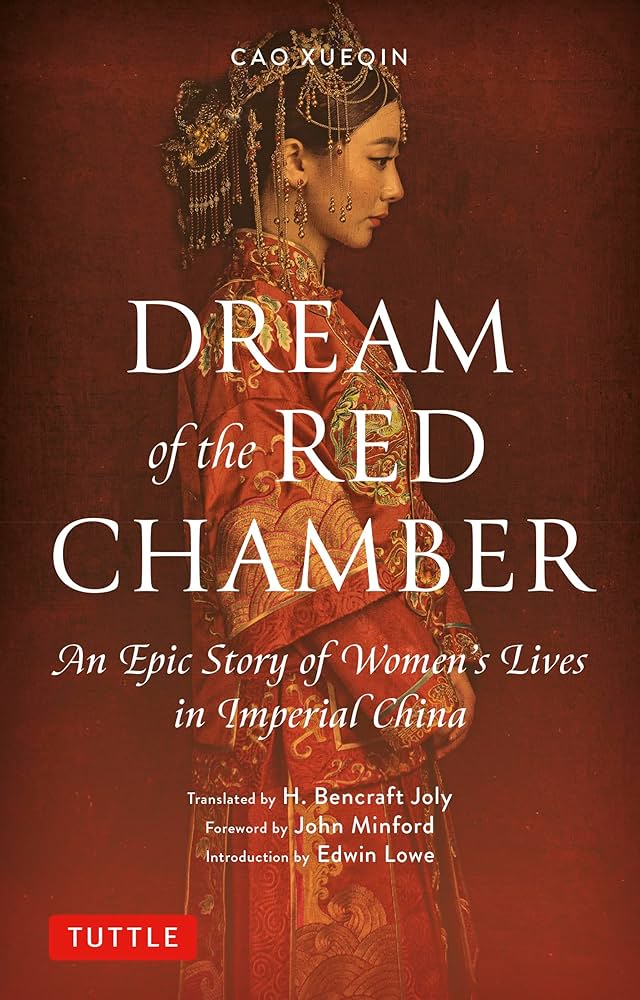 CAO XUEQIN
DREAM
of the RED
CHAMBER
An Epic Story of Women's Lives
in Imperial China
Translated by H. Bencraft Joly
Foreword by John Minford
Introduction by Edwin Lowe
TUTTLE